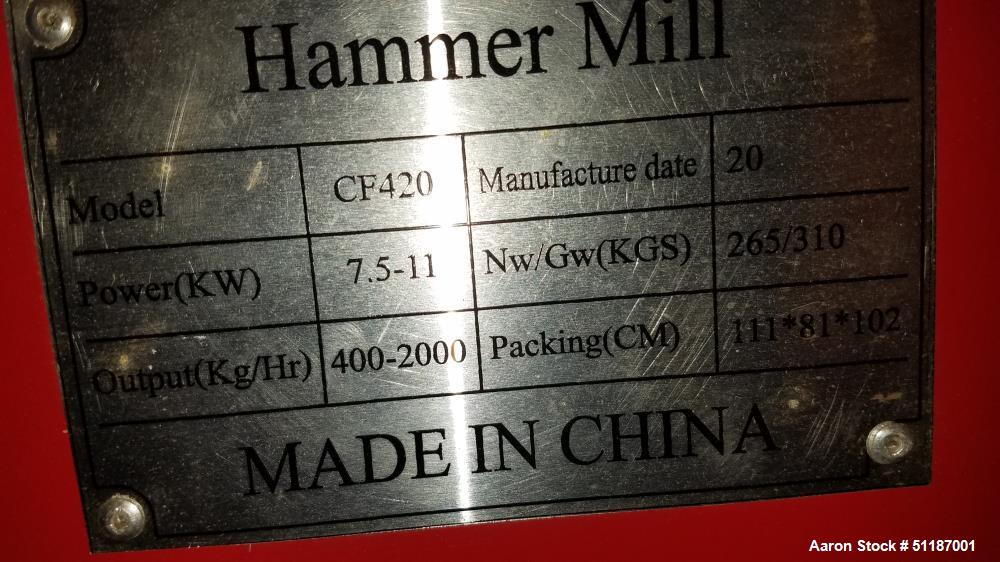 Hammer Mill
Model CF420 Manufacture date 20
Power(KW) 7.5-11 Nw/Gw(KGS) 265/310
Output(Kg/Hr) 400-2000 Packing(CM) 111*81*102
MADE IN CHINA
Aaron Stock # 51187001